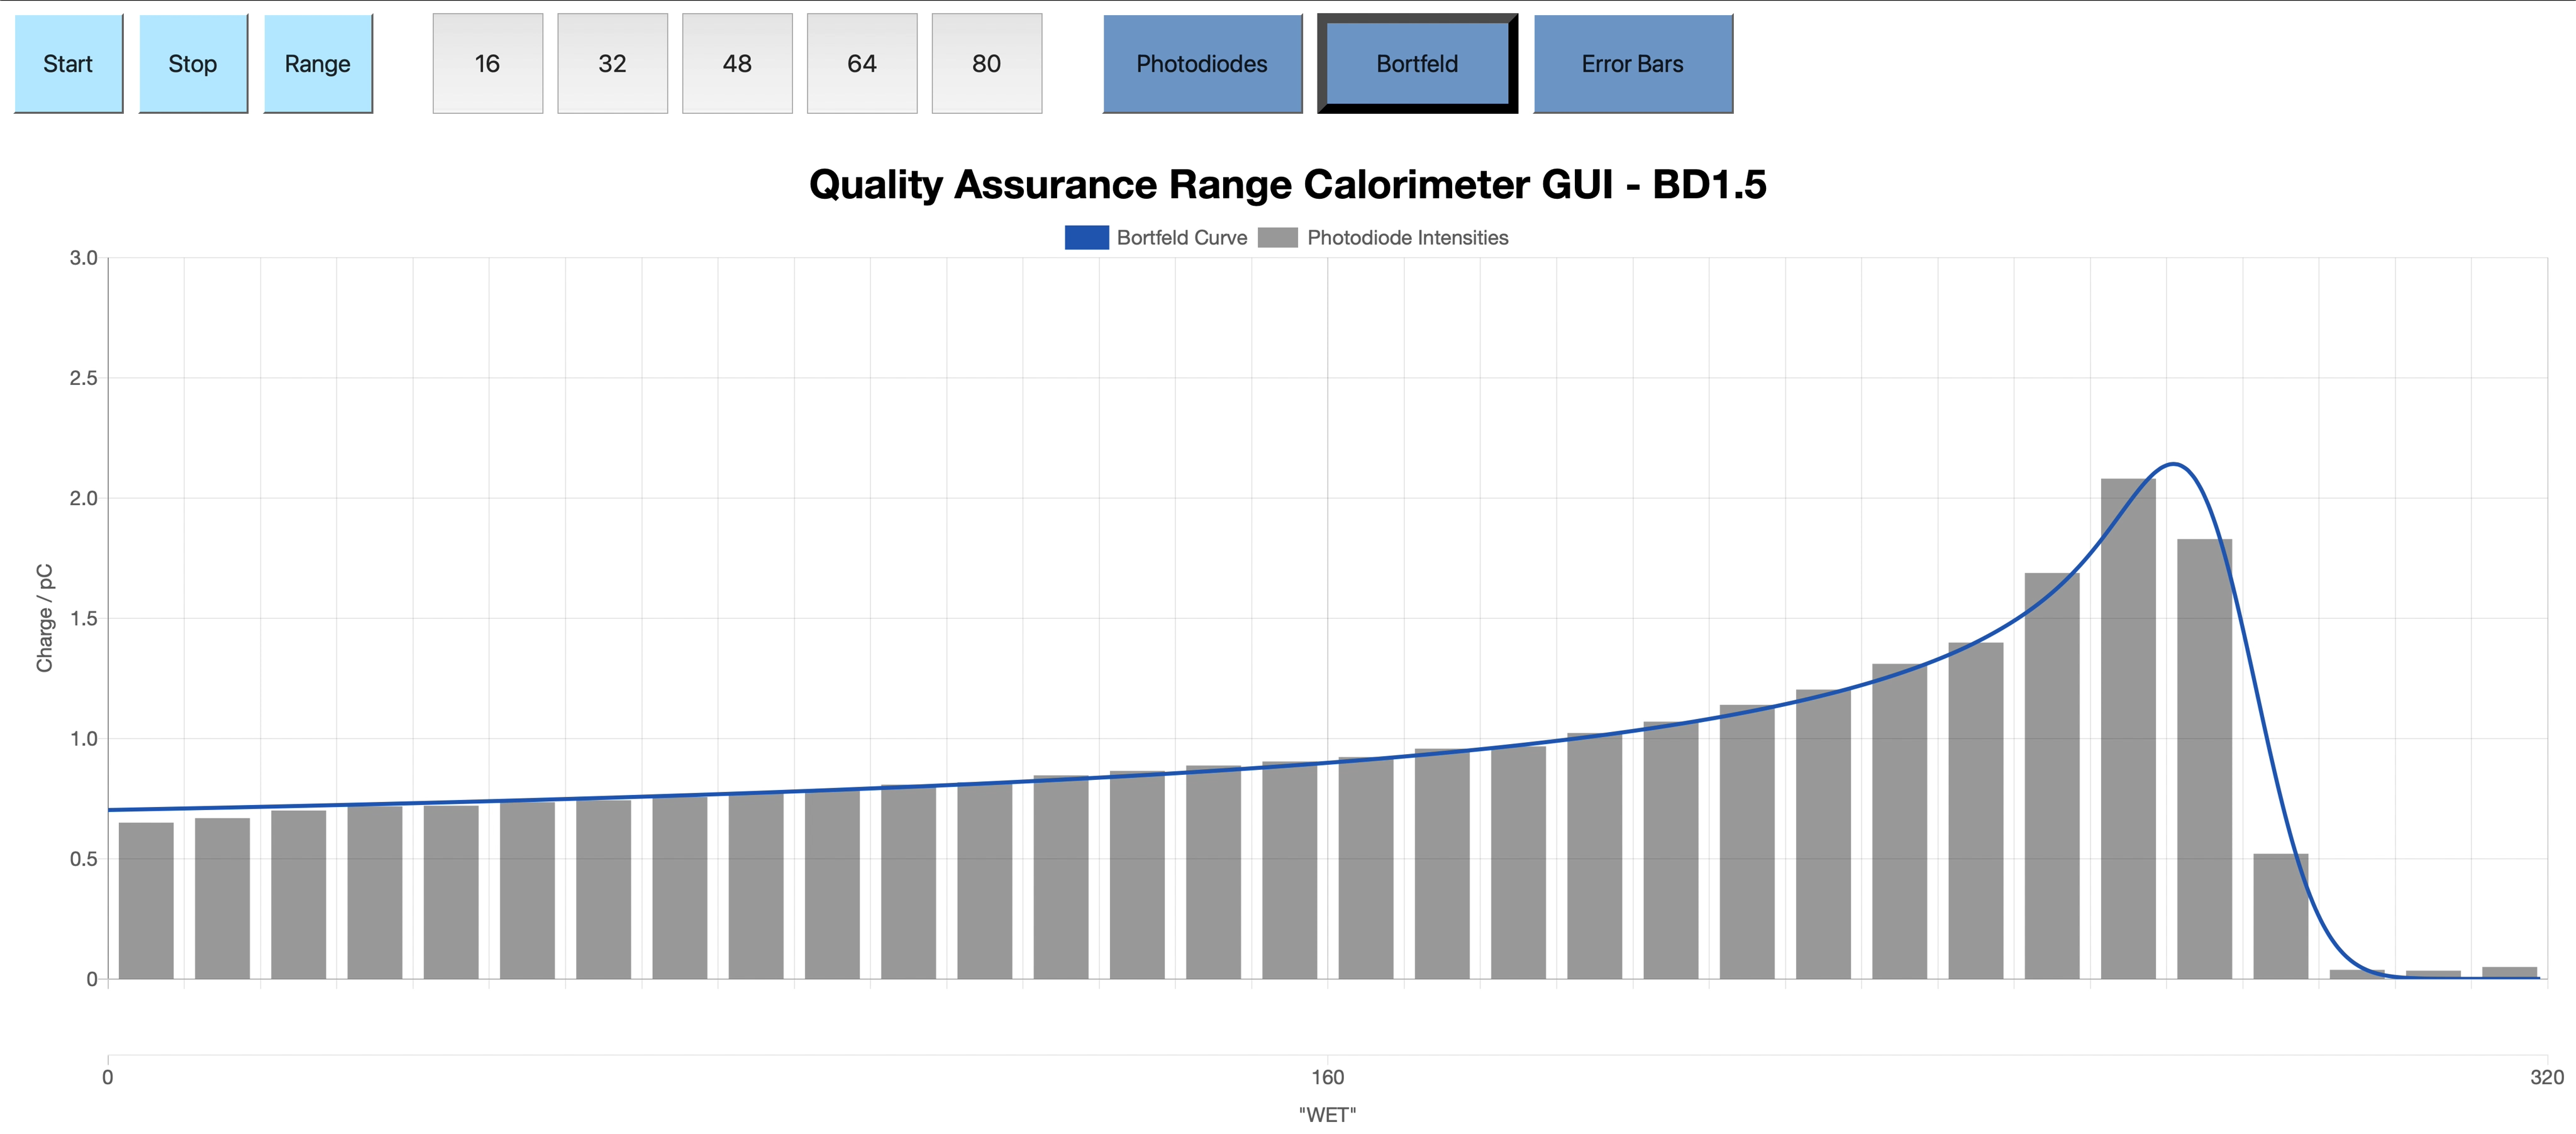 Start Stop Range 16 32 48 64 80 Photodiodes Bortfeld Error Bars
Quality Assurance Range Calorimeter GUI - BD1.5
Bortfeld Curve Photodiode Intensities
3.0
2.5
2.0
1.5
1.0
0.5
0
Charge / pC
0 160 320
"WET"